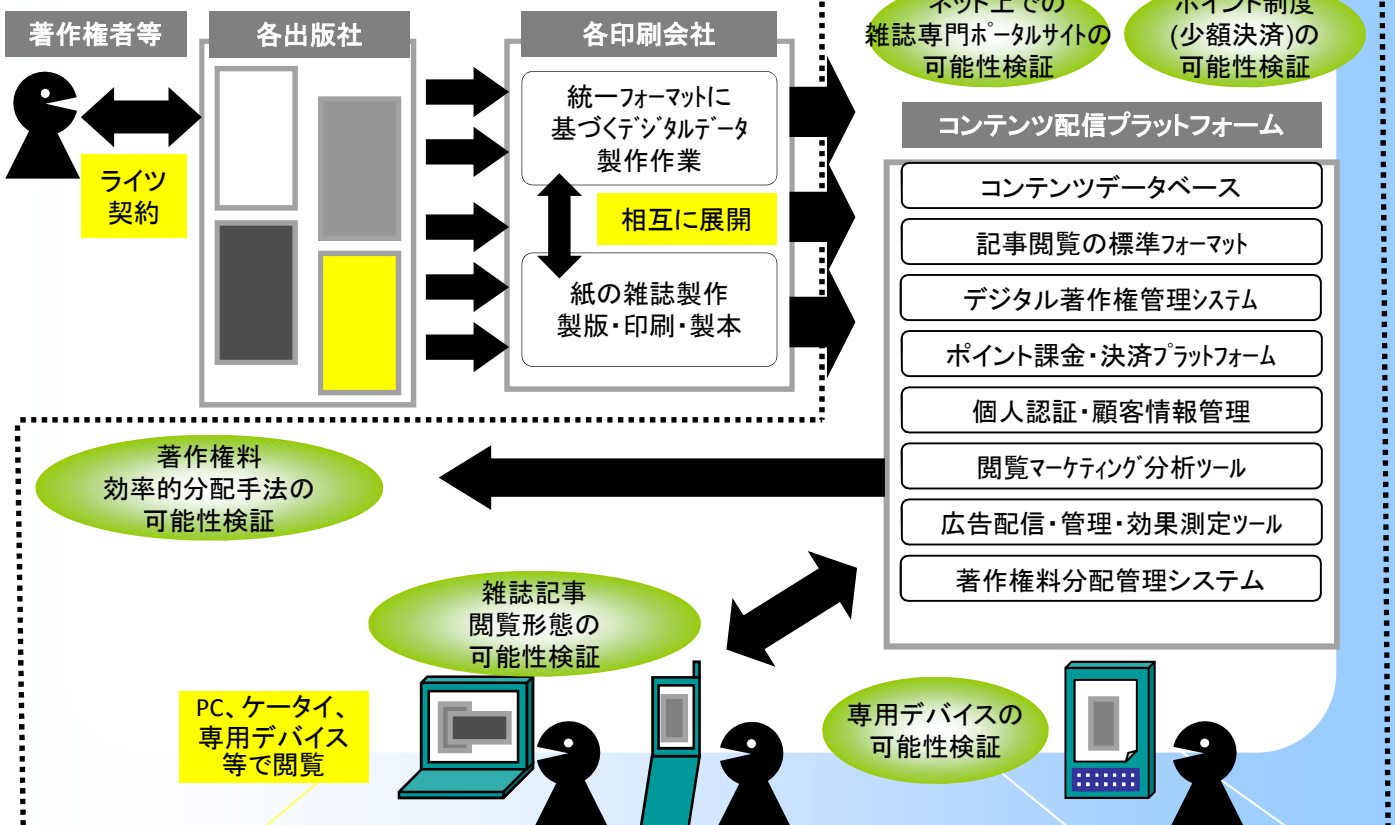 著作権者等
各出版社
各印刷会社
ネット上での
雑誌専門ポータルサイトの
可能性検証
ポイント制度
(少額決済)の
可能性検証
ライツ
契約
統一フォーマットに
基づくデジタルデータ
製作作業
相互に展開
紙の雑誌製作
製版・印刷・製本
コンテンツ配信プラットフォーム
コンテンツデータベース
記事閲覧の標準フォーマット
デジタル著作権管理システム
ポイント課金・決済プラットフォーム
個人認証・顧客情報管理
閲覧マーケティング分析ツール
広告配信・管理・効果測定ツール
著作権料分配管理システム
著作権料
効率的分配手法の
可能性検証
雑誌記事
閲覧形態の
可能性検証
PC、ケータイ、
専用デバイス
等で閲覧
専用デバイスの
可能性検証